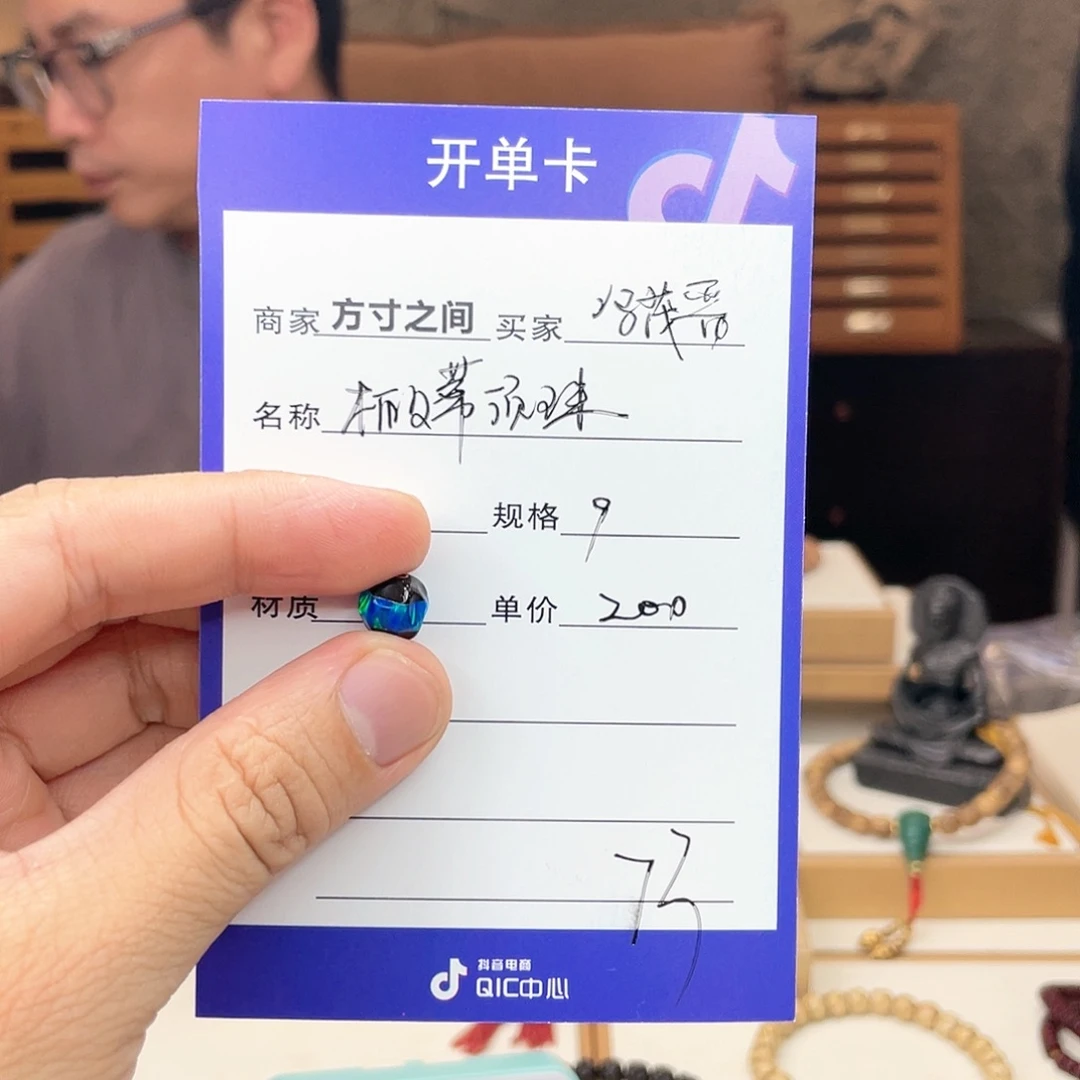 开单卡
商家 方寸之间 买家
名称
规格 9
材质 单价 200
抖音电商
QIC中心